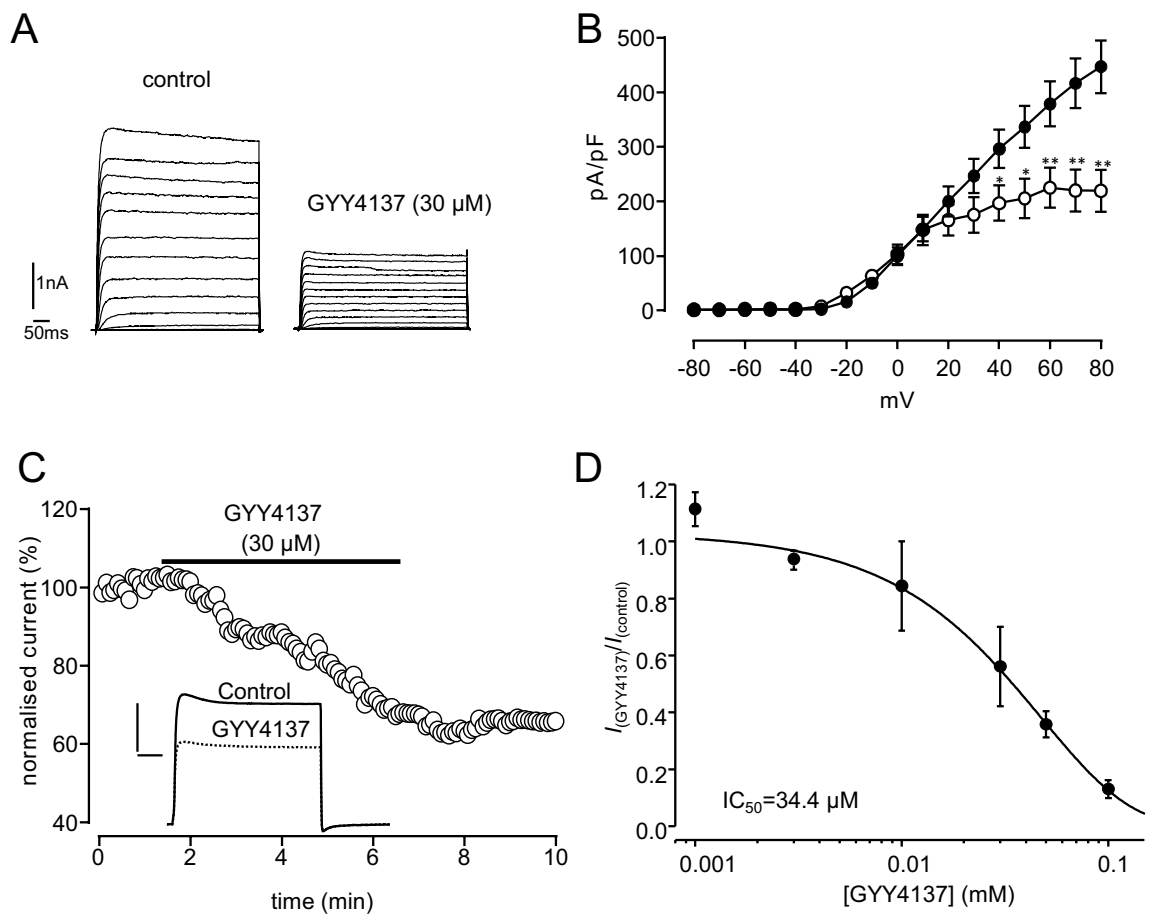 A
control
GYY4137 (30 µM)
1nA
50ms
B
500
400
300
200
100
0
pA/pF
* * ** ** **
-80 -60 -40 -20 0 20 40 60 80
mV
C
120
100
80
60
40
normalised current (%)
GYY4137
(30 µM)
Control
GYY4137
0 2 4 6 8 10
time (min)
D
1.2
1.0
0.8
0.6
0.4
0.2
0.0
I(GYY4137)/I(control)
IC50=34.4 µM
0.001 0.01 0.1
[GYY4137] (mM)